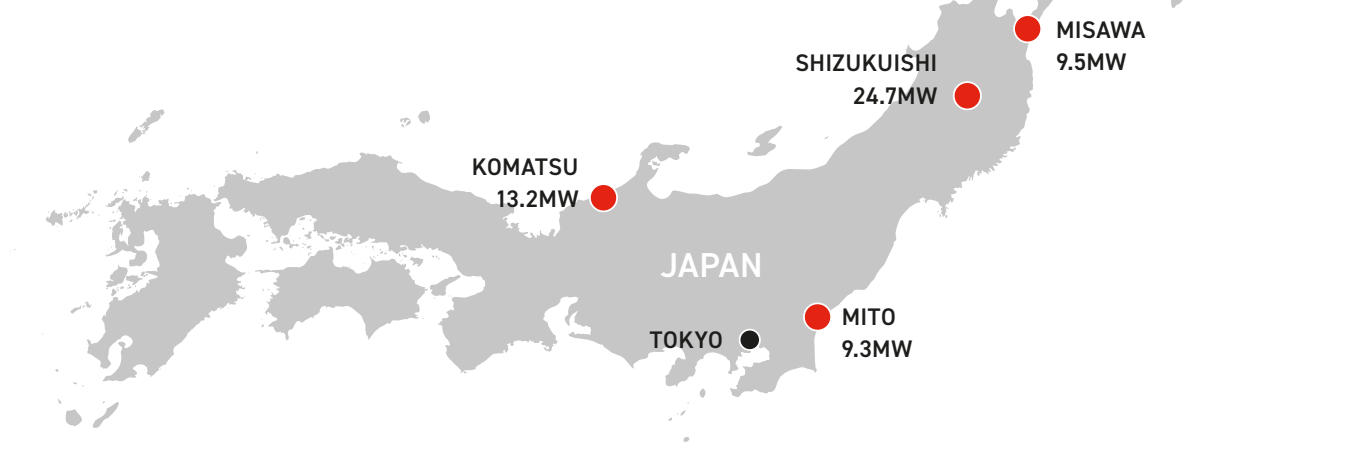 MISAWA
9.5MW
SHIZUKUISHI
24.7MW
KOMATSU
13.2MW
JAPAN
MITO
9.3MW
TOKYO